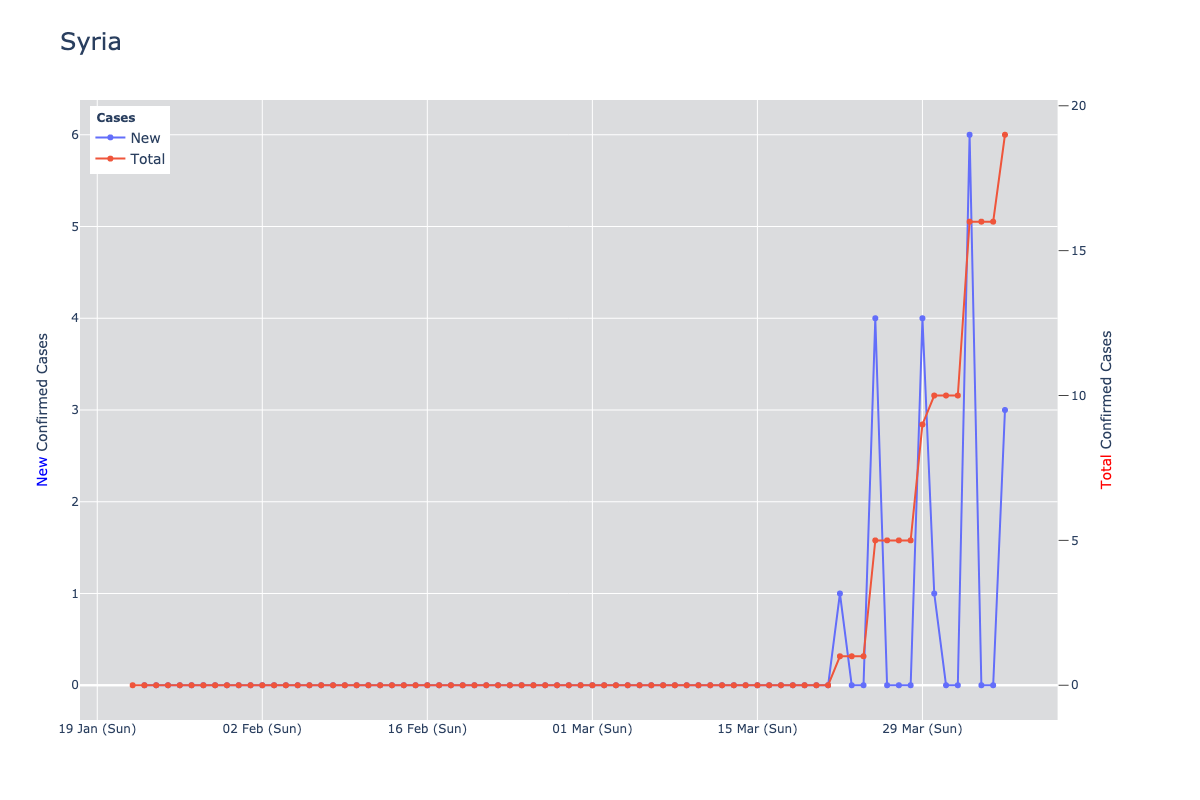 Syria
Cases
New
Total
6
5
4
3
2
1
0
20
15
10
5
0
New Confirmed Cases
Total Confirmed Cases
19 Jan (Sun)
02 Feb (Sun)
16 Feb (Sun)
01 Mar (Sun)
15 Mar (Sun)
29 Mar (Sun)